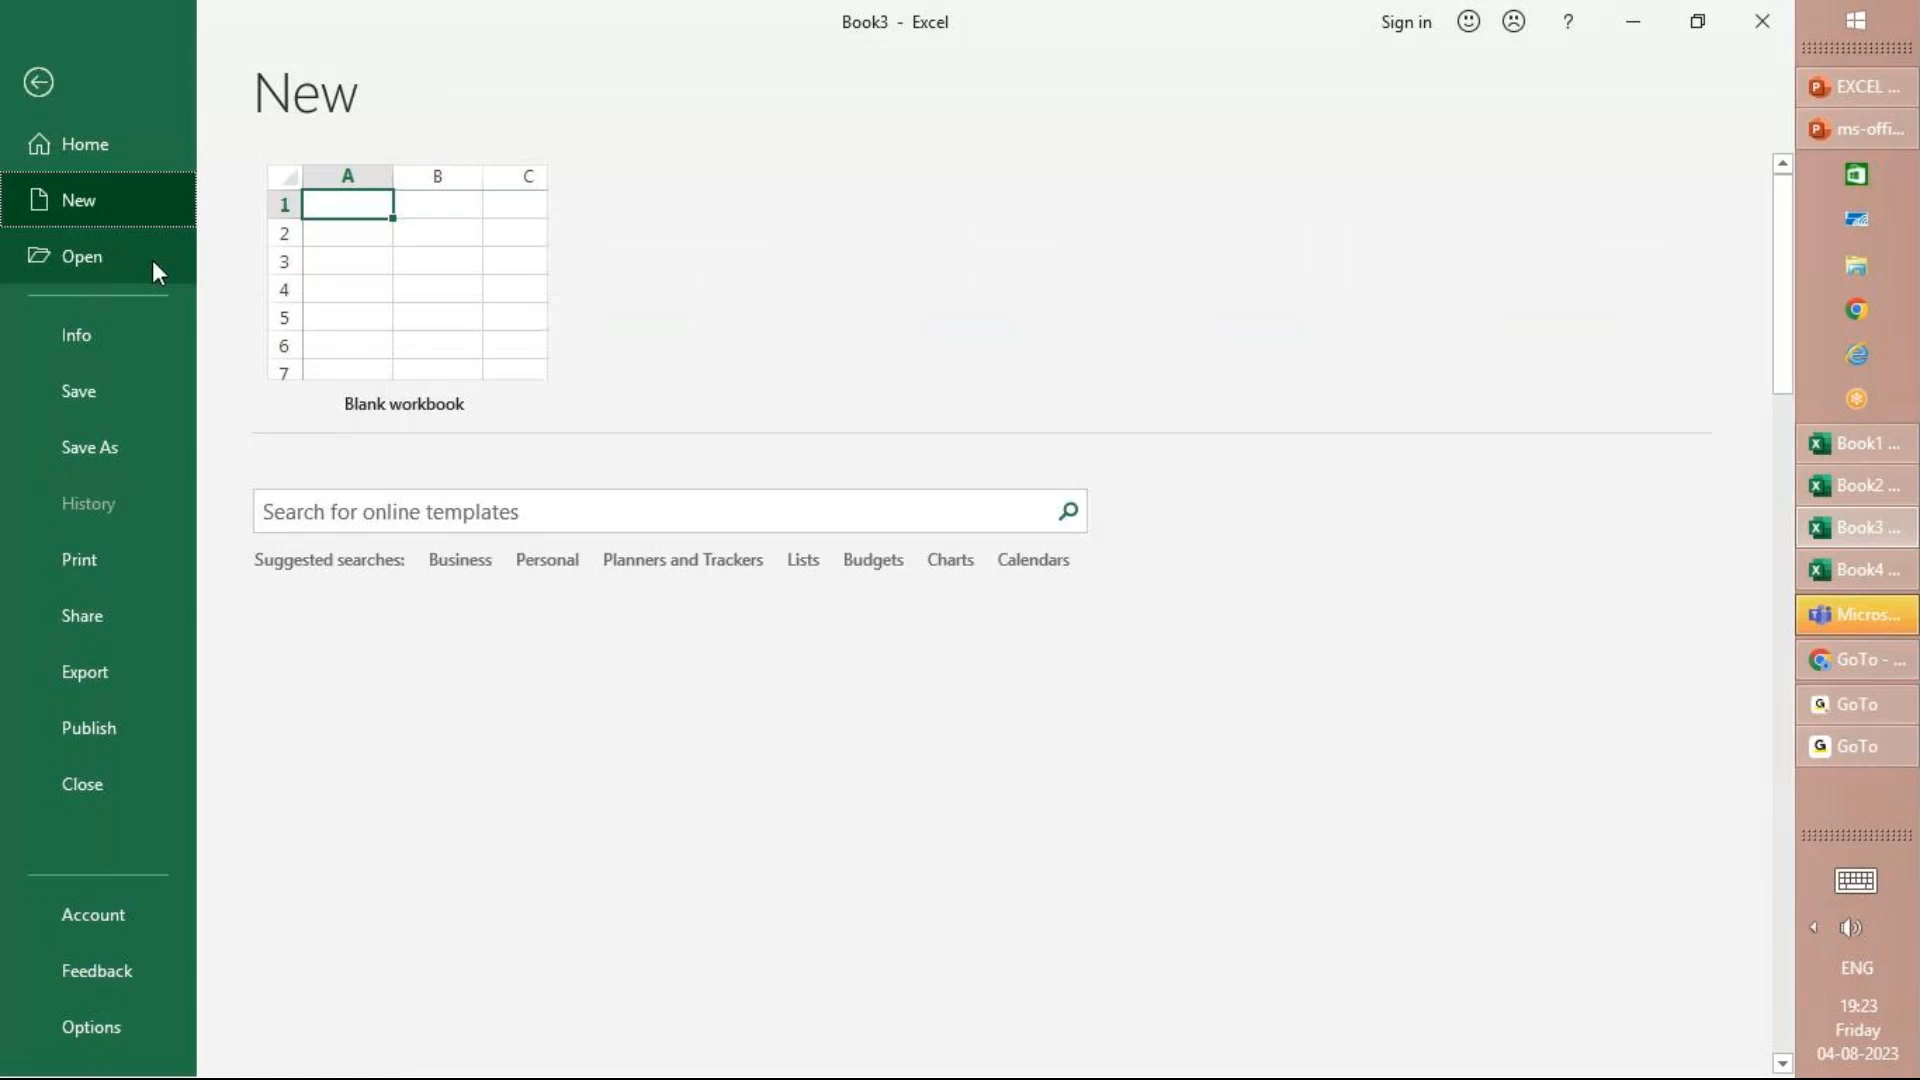 Book3 - Excel
Sign in
?
New
Home
New
Open
Info
Save
Save As
History
Print
Share
Export
Publish
Close
Account
Feedback
Options
A B C
1
2
3
4
5
6
7
Blank workbook
Search for online templates
Suggested searches: Business Personal Planners and Trackers Lists Budgets Charts Calendars
EXCEL ...
ms-offi...
Book1 ...
Book2 ...
Book3 ...
Book4 ...
Micros...
GoTo - ...
GoTo
GoTo
ENG
19:23
Friday
04-08-2023